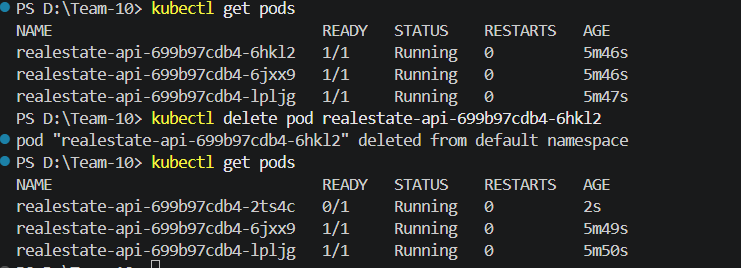 PS D:\Team-10> kubectl get pods
NAME READY STATUS RESTARTS AGE
realestate-api-699b97cdb4-6hkl2 1/1 Running 0 5m46s
realestate-api-699b97cdb4-6jxx9 1/1 Running 0 5m46s
realestate-api-699b97cdb4-lpljg 1/1 Running 0 5m47s
PS D:\Team-10> kubectl delete pod realestate-api-699b97cdb4-6hkl2
pod "realestate-api-699b97cdb4-6hkl2" deleted from default namespace
PS D:\Team-10> kubectl get pods
NAME READY STATUS RESTARTS AGE
realestate-api-699b97cdb4-2ts4c 0/1 Running 0 2s
realestate-api-699b97cdb4-6jxx9 1/1 Running 0 5m49s
realestate-api-699b97cdb4-lpljg 1/1 Running 0 5m50s
PS D:\Team-10>